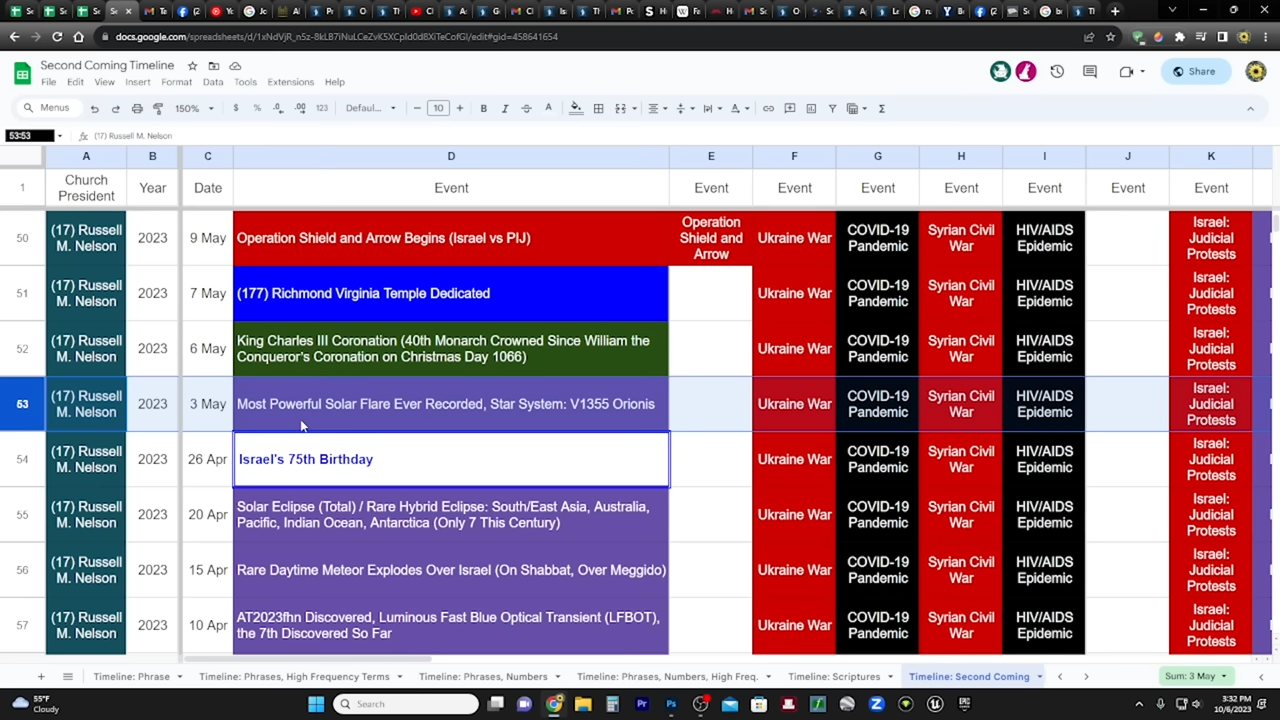 docs.google.com/spreadsheets/d/1xNdVjR_n5z-8kLB7iNuLCeZvK5XCpId0d8XiTeCofGI/edit#gid=458641654
Second Coming Timeline
Share
File Edit View Insert Format Data Tools Extensions Help
Menus 150% $ % .0 .00 123 Defaul... 10 B I A
53:53 (17) Russell M. Nelson
A B C D E F G H I J K
1 Church President Year Date Event Event Event Event Event Event Event Event
50 (17) Russell M. Nelson 2023 9 May Operation Shield and Arrow Begins (Israel vs PIJ) Operation Shield and Arrow Ukraine War COVID-19 Pandemic Syrian Civil War HIV/AIDS Epidemic Israel: Judicial Protests
51 (17) Russell M. Nelson 2023 7 May (177) Richmond Virginia Temple Dedicated Ukraine War COVID-19 Pandemic Syrian Civil War HIV/AIDS Epidemic Israel: Judicial Protests
52 (17) Russell M. Nelson 2023 6 May King Charles III Coronation (40th Monarch Crowned Since William the Conqueror's Coronation on Christmas Day 1066) Ukraine War COVID-19 Pandemic Syrian Civil War HIV/AIDS Epidemic Israel: Judicial Protests
53 (17) Russell M. Nelson 2023 3 May Most Powerful Solar Flare Ever Recorded, Star System: V1355 Orionis Ukraine War COVID-19 Pandemic Syrian Civil War HIV/AIDS Epidemic Israel: Judicial Protests
54 (17) Russell M. Nelson 2023 26 Apr Israel's 75th Birthday Ukraine War COVID-19 Pandemic Syrian Civil War HIV/AIDS Epidemic Israel: Judicial Protests
55 (17) Russell M. Nelson 2023 20 Apr Solar Eclipse (Total) / Rare Hybrid Eclipse: South/East Asia, Australia, Pacific, Indian Ocean, Antarctica (Only 7 This Century) Ukraine War COVID-19 Pandemic Syrian Civil War HIV/AIDS Epidemic Israel: Judicial Protests
56 (17) Russell M. Nelson 2023 15 Apr Rare Daytime Meteor Explodes Over Israel (On Shabbat, Over Meggido) Ukraine War COVID-19 Pandemic Syrian Civil War HIV/AIDS Epidemic Israel: Judicial Protests
57 (17) Russell M. Nelson 2023 10 Apr AT2023fhn Discovered, Luminous Fast Blue Optical Transient (LFBOT), the 7th Discovered So Far Ukraine War COVID-19 Pandemic Syrian Civil War HIV/AIDS Epidemic Israel: Judicial Protests
Timeline: Phrase Timeline: Phrases, High Frequency Terms Timeline: Phrases, Numbers Timeline: Phrases, Numbers, High Freq. Timeline: Scriptures Timeline: Second Coming Sum: 3 May
55°F
Cloudy
Search
3:32 PM
10/6/2023